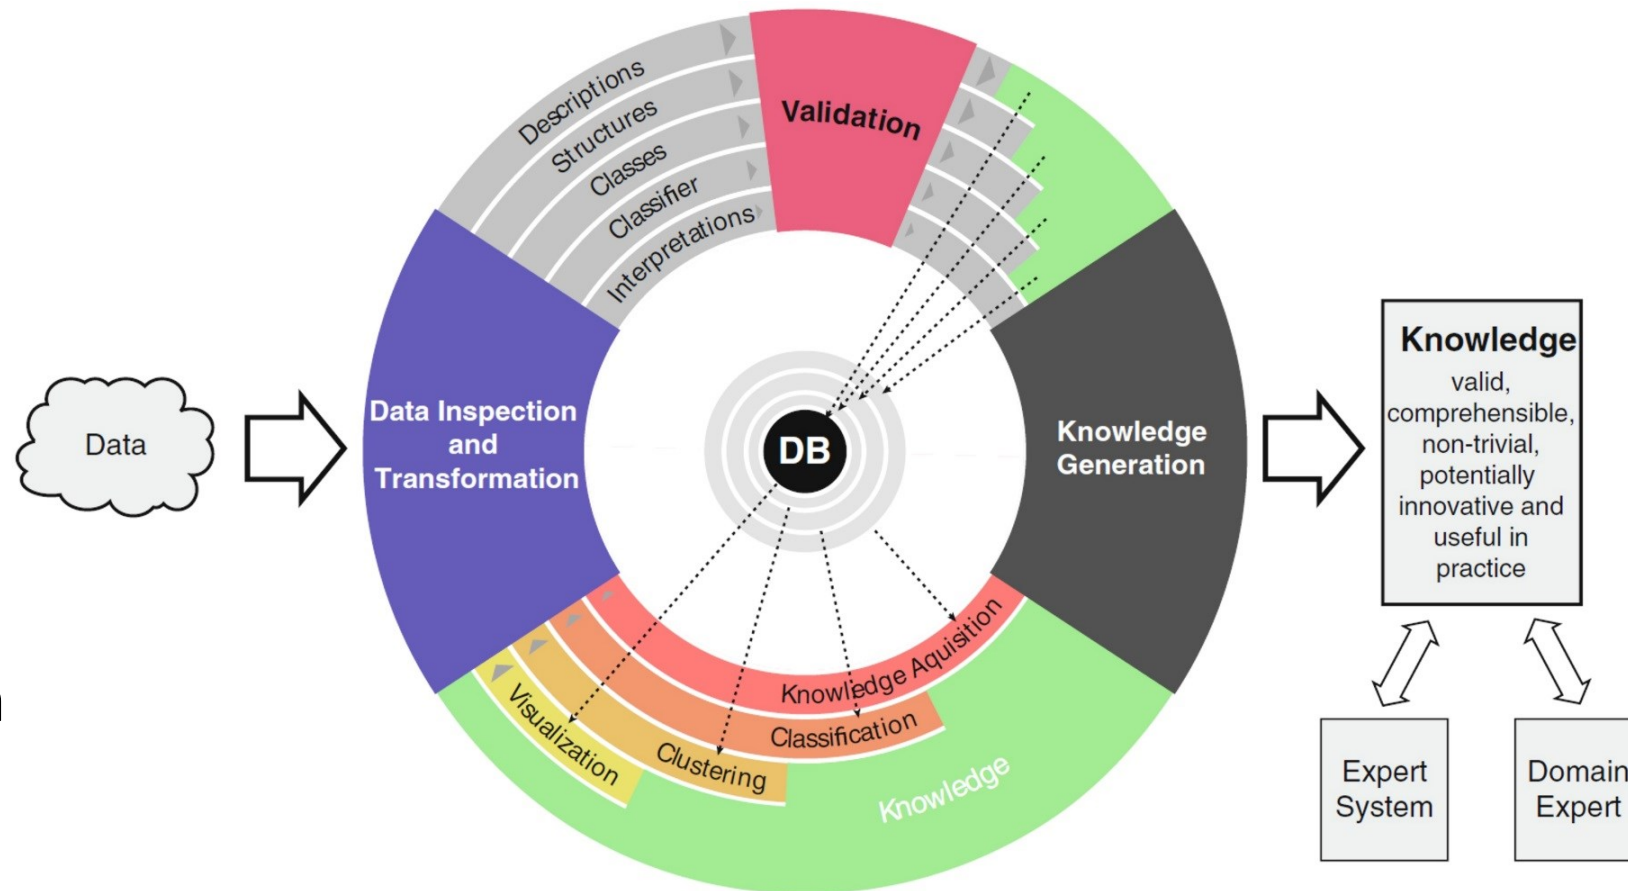 Descriptions
Structures
Classes
Classifier
Interpretations
Validation
Data
Data Inspection
and
Transformation
DB
Knowledge
Generation
Knowledge
valid,
comprehensible,
non-trivial,
potentially
innovative and
useful in
practice
Knowledge Aquisition
Classification
Clustering
Visualization
Knowledge
Expert
System
Domain
Expert